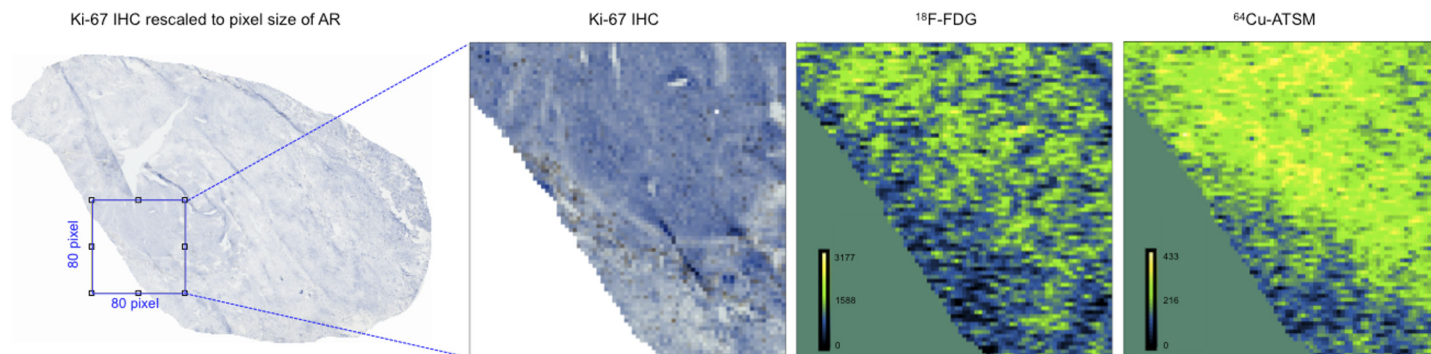 Ki-67 IHC rescaled to pixel size of AR
Ki-67 IHC
¹⁸F-FDG
⁶⁴Cu-ATSM
80 pixel
80 pixel
3177
1588
0
433
216
0